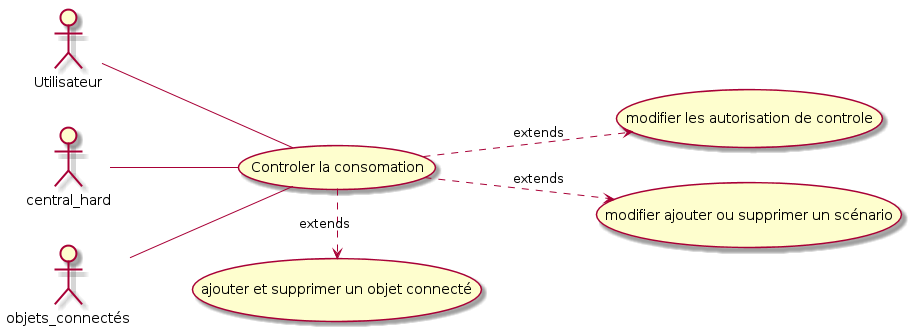 Utilisateur
central_hard
objets_connectés
Controler la consomation
extends
extends
extends
modifier les autorisation de controle
modifier ajouter ou supprimer un scénario
ajouter et supprimer un objet connecté